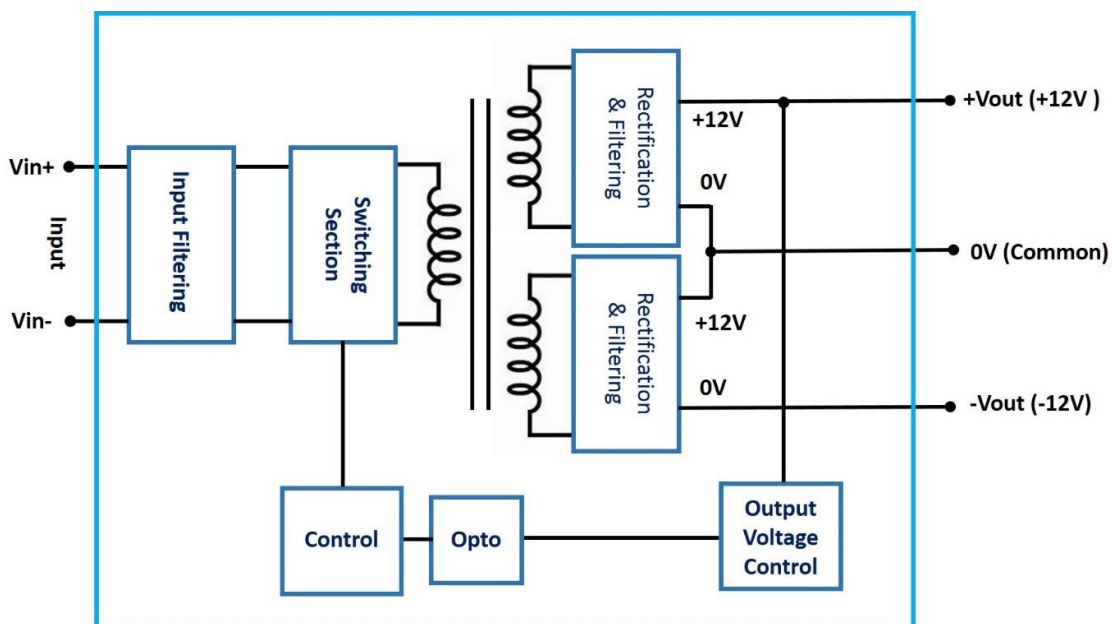 Vin+
Input
Vin-
Input Filtering
Switching
Section
Rectification
& Filtering
+12V
0V
Rectification
& Filtering
+12V
0V
+Vout (+12V )
0V (Common)
-Vout (-12V)
Control
Opto
Output
Voltage
Control